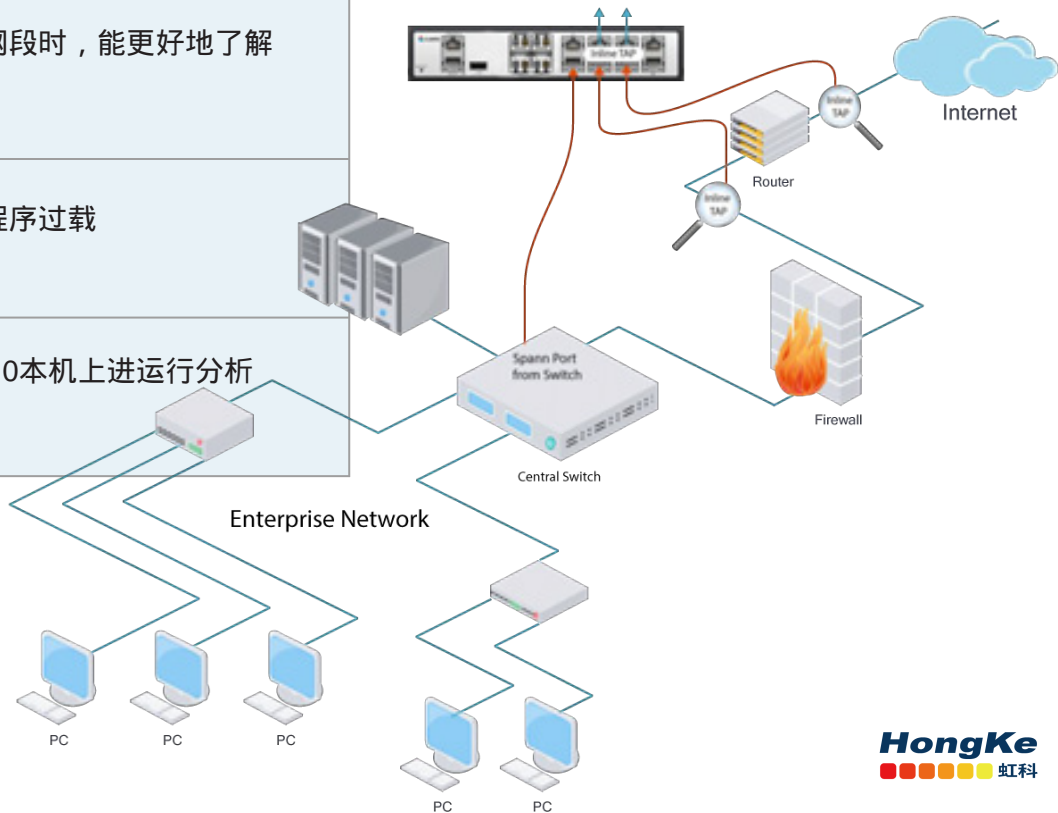 网段时，能更好地了解
程序过载
0本机上进运行分析
Inline TAP
Inline
TAP
Internet
Router
Inline
TAP
Firewall
Spann Port
from Switch
Central Switch
Enterprise Network
PC
PC
PC
PC
PC
HongKe
虹科